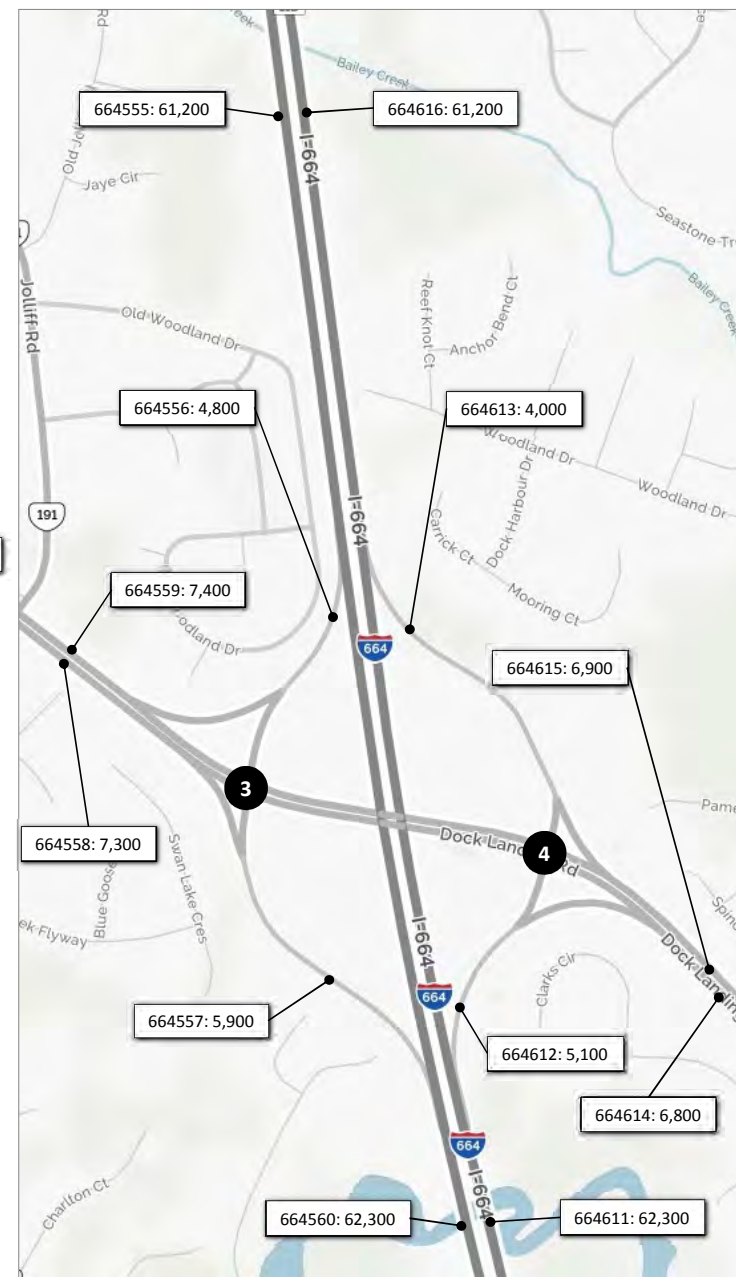 Bailey Creek
664555: 61,200
664616: 61,200
I-664
Jaye Cir
Bailey Creek
Jolliff Rd
Old Woodland Dr
Reef Knot Ct
Anchor Bend Ct
664556: 4,800
664613: 4,000
Woodland Dr
Woodland Dr
I-664
191
Carrick Ct
Dock Harbour Dr
664559: 7,400
Mooring Ct
664
664615: 6,900
3
Dock Landing Rd
4
664558: 7,300
Blue Goose
Swan Lake Cres
I-664
Dock Landing
664
Clarks Cir
664557: 5,900
664612: 5,100
664614: 6,800
664
I-664
Charlton Ct
664560: 62,300
664611: 62,300